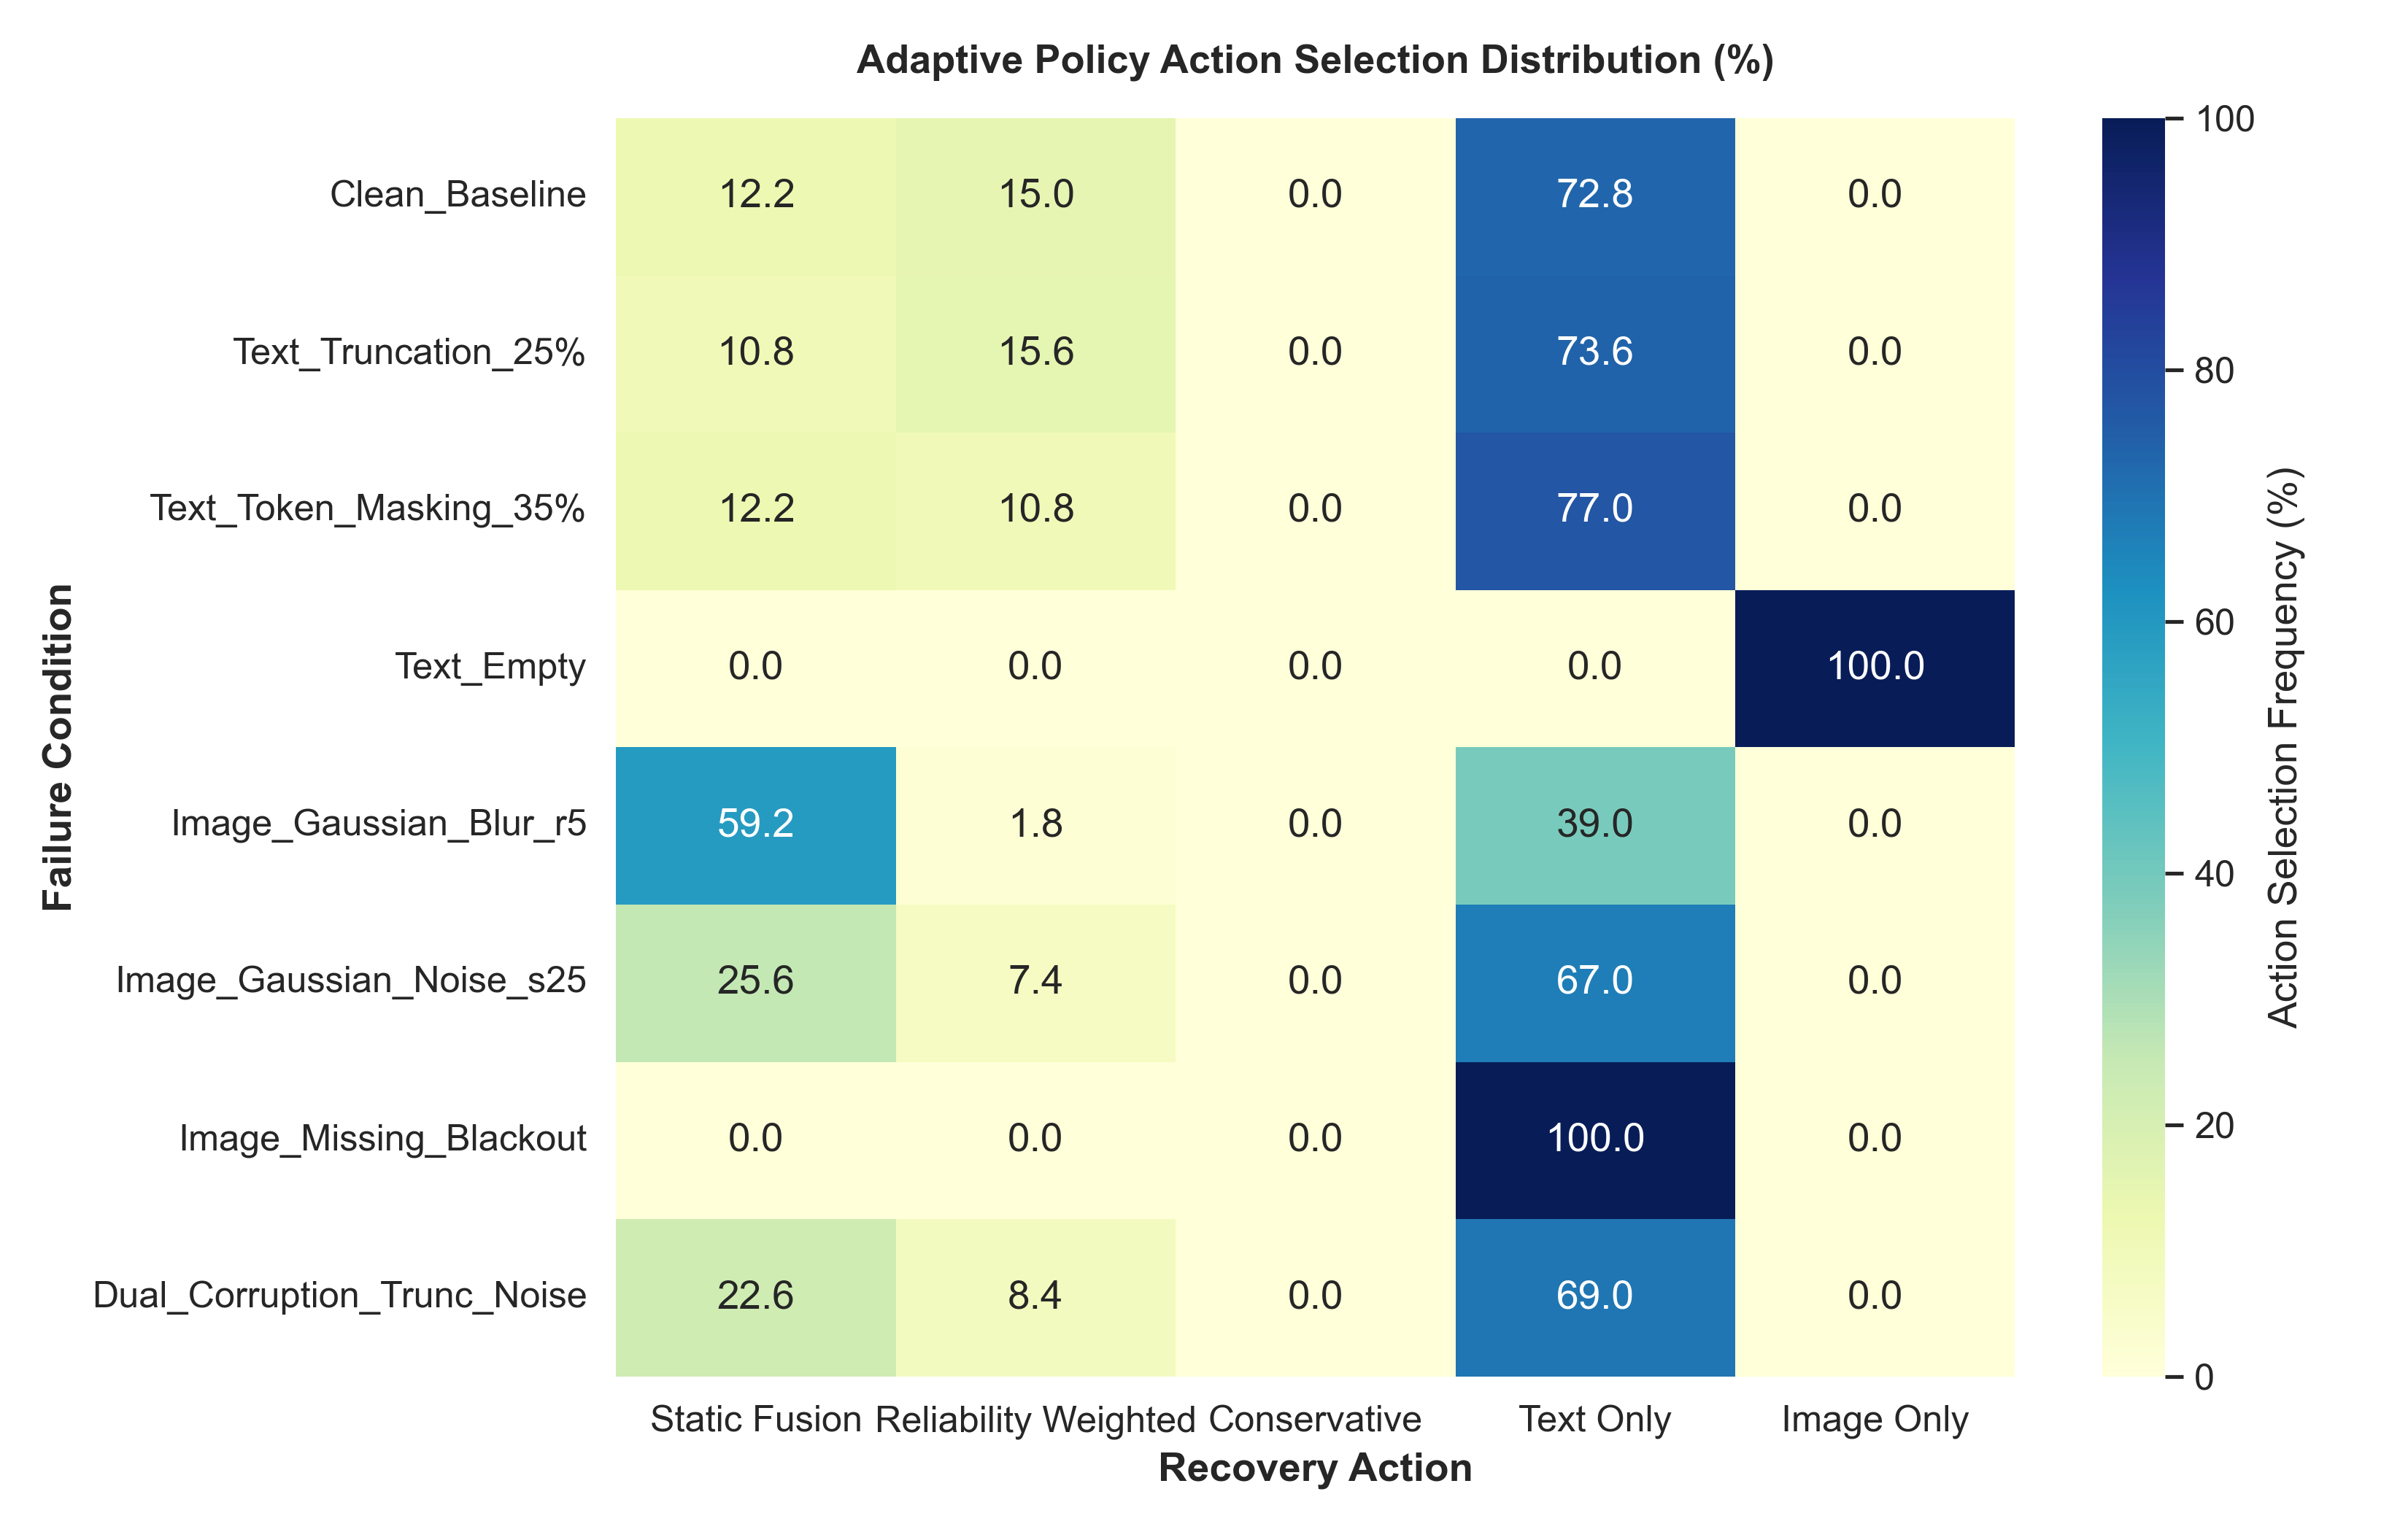 Adaptive Policy Action Selection Distribution (%)
Clean_Baseline 12.2 15.0 0.0 72.8 0.0
Text_Truncation_25% 10.8 15.6 0.0 73.6 0.0
Text_Token_Masking_35% 12.2 10.8 0.0 77.0 0.0
Text_Empty 0.0 0.0 0.0 0.0 100.0
Image_Gaussian_Blur_r5 59.2 1.8 0.0 39.0 0.0
Image_Gaussian_Noise_s25 25.6 7.4 0.0 67.0 0.0
Image_Missing_Blackout 0.0 0.0 0.0 100.0 0.0
Dual_Corruption_Trunc_Noise 22.6 8.4 0.0 69.0 0.0
Static Fusion Reliability Weighted Conservative Text Only Image Only
Recovery Action
Failure Condition
100
80
60
40
20
0
Action Selection Frequency (%)